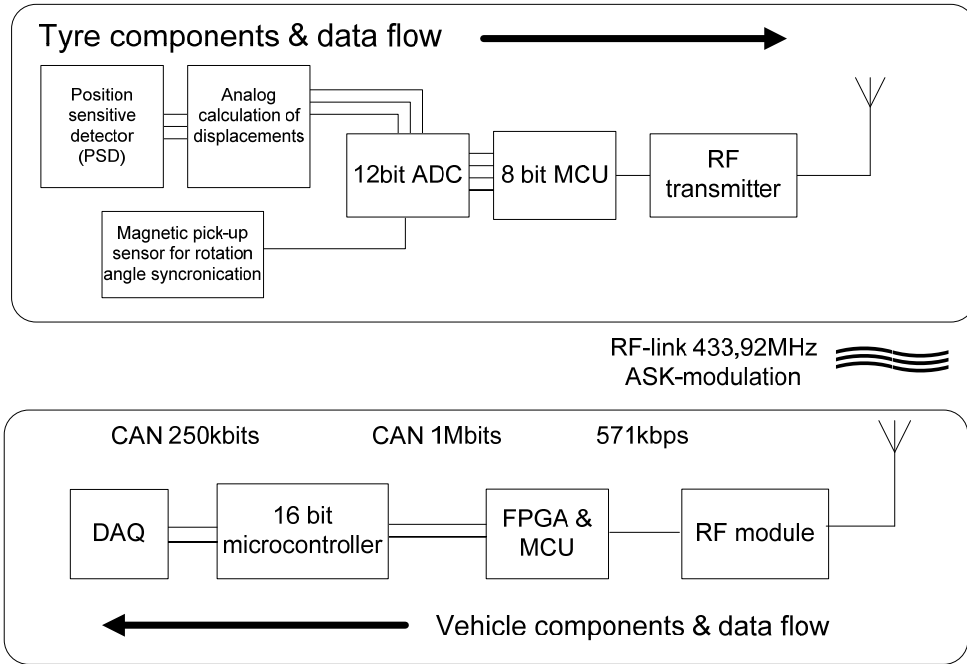 Tyre components & data flow
Position
sensitive
detector
(PSD)
Analog
calculation of
displacements
12bit ADC
8 bit MCU
RF
transmitter
Magnetic pick-up
sensor for rotation
angle syncronication
RF-link 433,92MHz
ASK-modulation
CAN 250kbits
CAN 1Mbits
571kbps
DAQ
16 bit
microcontroller
FPGA &
MCU
RF module
Vehicle components & data flow